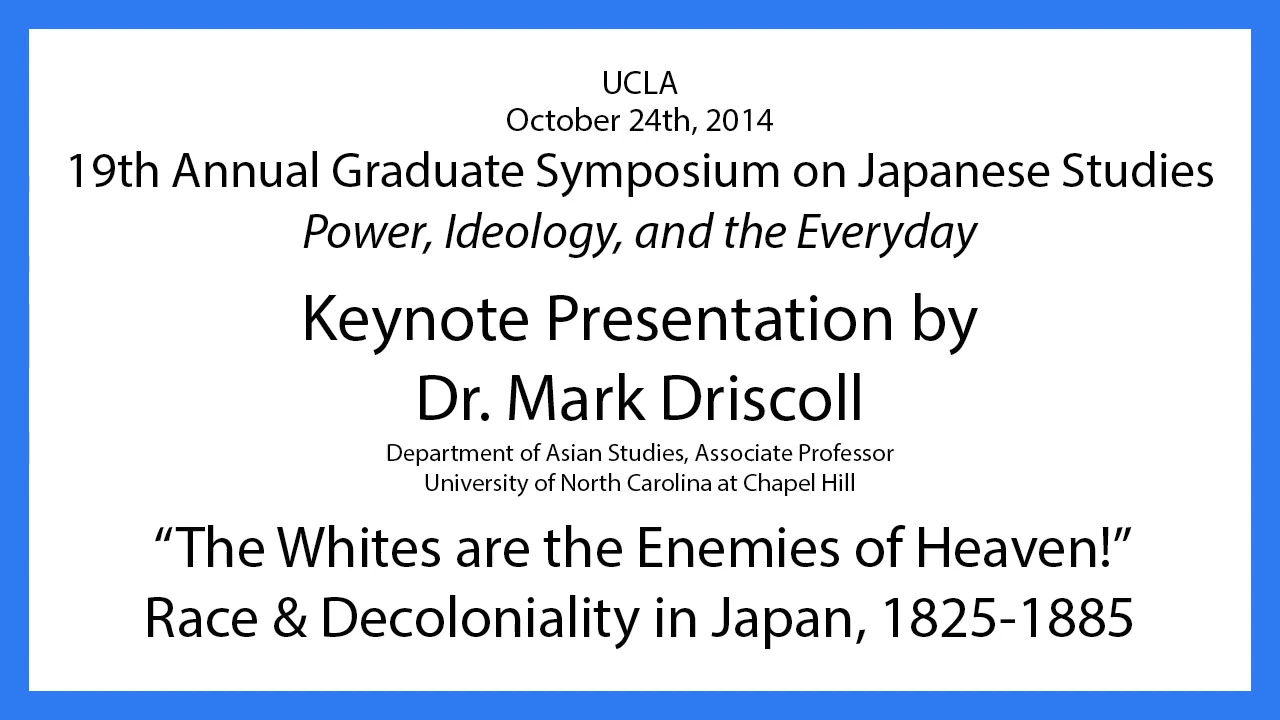 UCLA
October 24th, 2014
19th Annual Graduate Symposium on Japanese Studies
Power, Ideology, and the Everyday
Keynote Presentation by
Dr. Mark Driscoll
Department of Asian Studies, Associate Professor
University of North Carolina at Chapel Hill
“The Whites are the Enemies of Heaven!”
Race & Decoloniality in Japan, 1825-1885